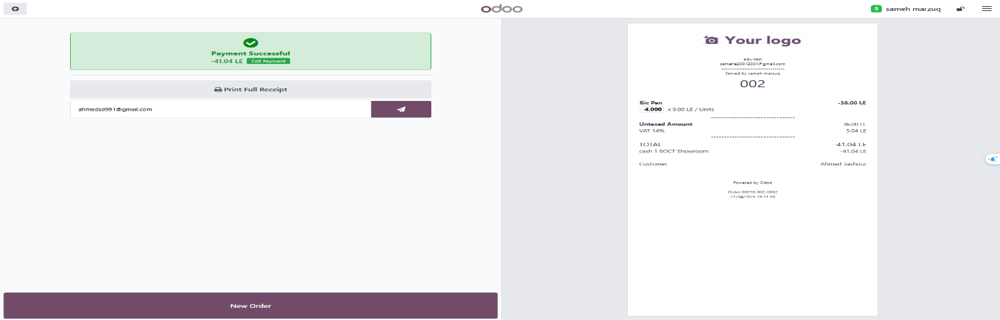 odoo
3 sameh marzuq
Payment Successful
-41.04 LE Edit Payment
Print Full Receipt
ahmedsd991@gmail.com
New Order
Your logo
edu-test
samehe20012001@gmail.com
--------------------------------
Served by sameh marzuq
002
Bic Pen -36.00 LE
-4.000 x 9.00 LE / Units
--------------------------------
Untaxed Amount 36.00 LE
VAT 14% 5.04 LE
--------------------------------
TOTAL -41.04 LE
cash 1 6OCT Showroom -41.04 LE
Customer Ahmed 3ashour
Powered by Odoo
Order 00010-002-0002
21/04/2025 18:11:50